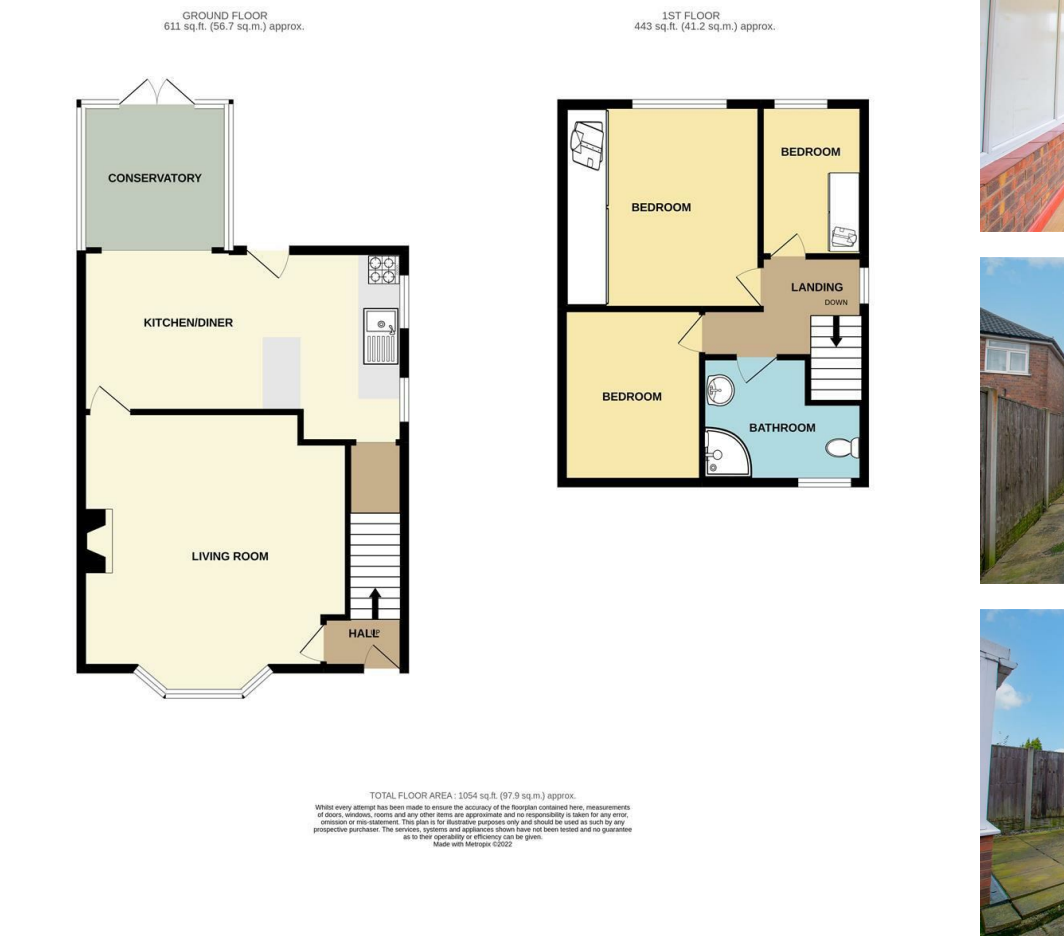 GROUND FLOOR
611 sq.ft. (56.7 sq.m.) approx.
CONSERVATORY
KITCHEN/DINER
LIVING ROOM
HALL
UP
1ST FLOOR
443 sq.ft. (41.2 sq.m.) approx.
BEDROOM
BEDROOM
LANDING
DOWN
BEDROOM
BATHROOM
TOTAL FLOOR AREA : 1054 sq.ft. (97.9 sq.m.) approx.
Whilst every attempt has been made to ensure the accuracy of the floorplan contained here, measurements
of doors, windows, rooms and any other items are approximate and no responsibility is taken for any error,
omission or mis-statement. This plan is for illustrative purposes only and should be used as such by any
prospective purchaser. The services, systems and appliances shown have not been tested and no guarantee
as to their operability or efficiency can be given.
Made with Metropix ©2022